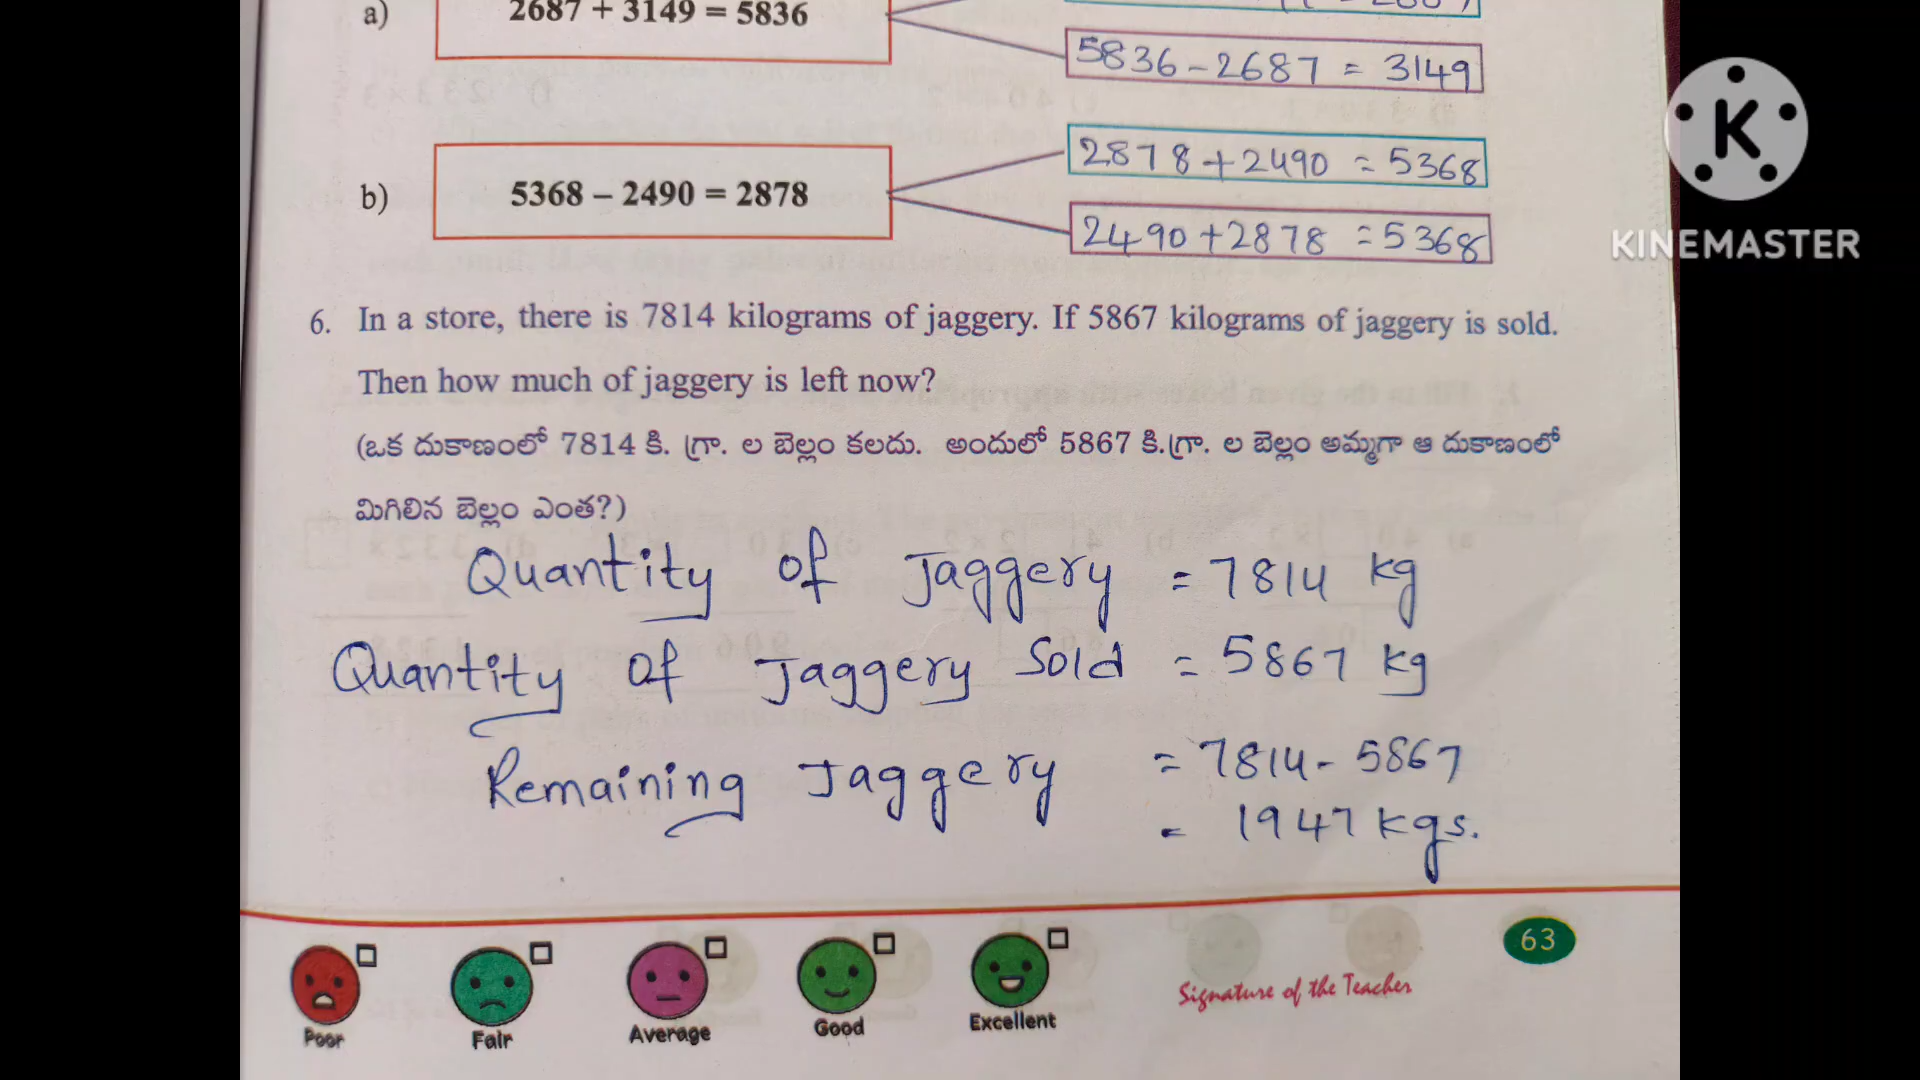 a) 2687 + 3149 = 5836
5836 - 2687 = 3149
2878 + 2490 = 5368
b) 5368 – 2490 = 2878
2490 + 2878 = 5368
KINEMASTER
6. In a store, there is 7814 kilograms of jaggery. If 5867 kilograms of jaggery is sold.
Then how much of jaggery is left now?
(ఒక దుకాణంలో 7814 కి. గ్రా. ల బెల్లం కలదు. అందులో 5867 కి.గ్రా. ల బెల్లం అమ్మగా ఆ దుకాణంలో
మిగిలిన బెల్లం ఎంత?)
Quantity of Jaggery = 7814 kg
Quantity of Jaggery Sold = 5867 kg
Remaining Jaggery = 7814 - 5867
= 1947 kgs.
63
Signature of the Teacher
Poor Fair Average Good Excellent